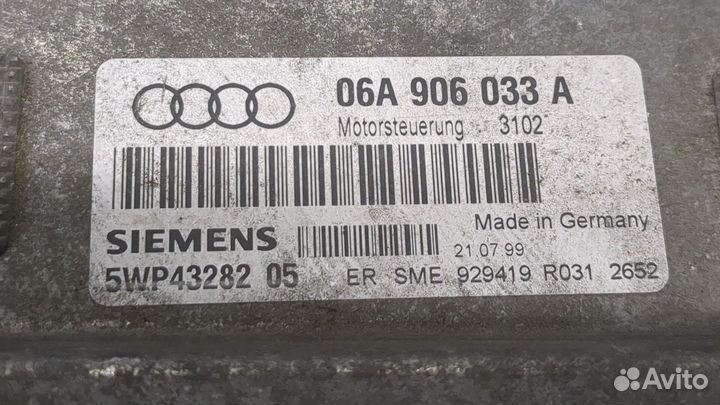 06A 906 033 A
Motorsteuerung 3102
Made in Germany
SIEMENS
21.07.99
5WP43282 05 ER SME 929419 R031 2652
Avito